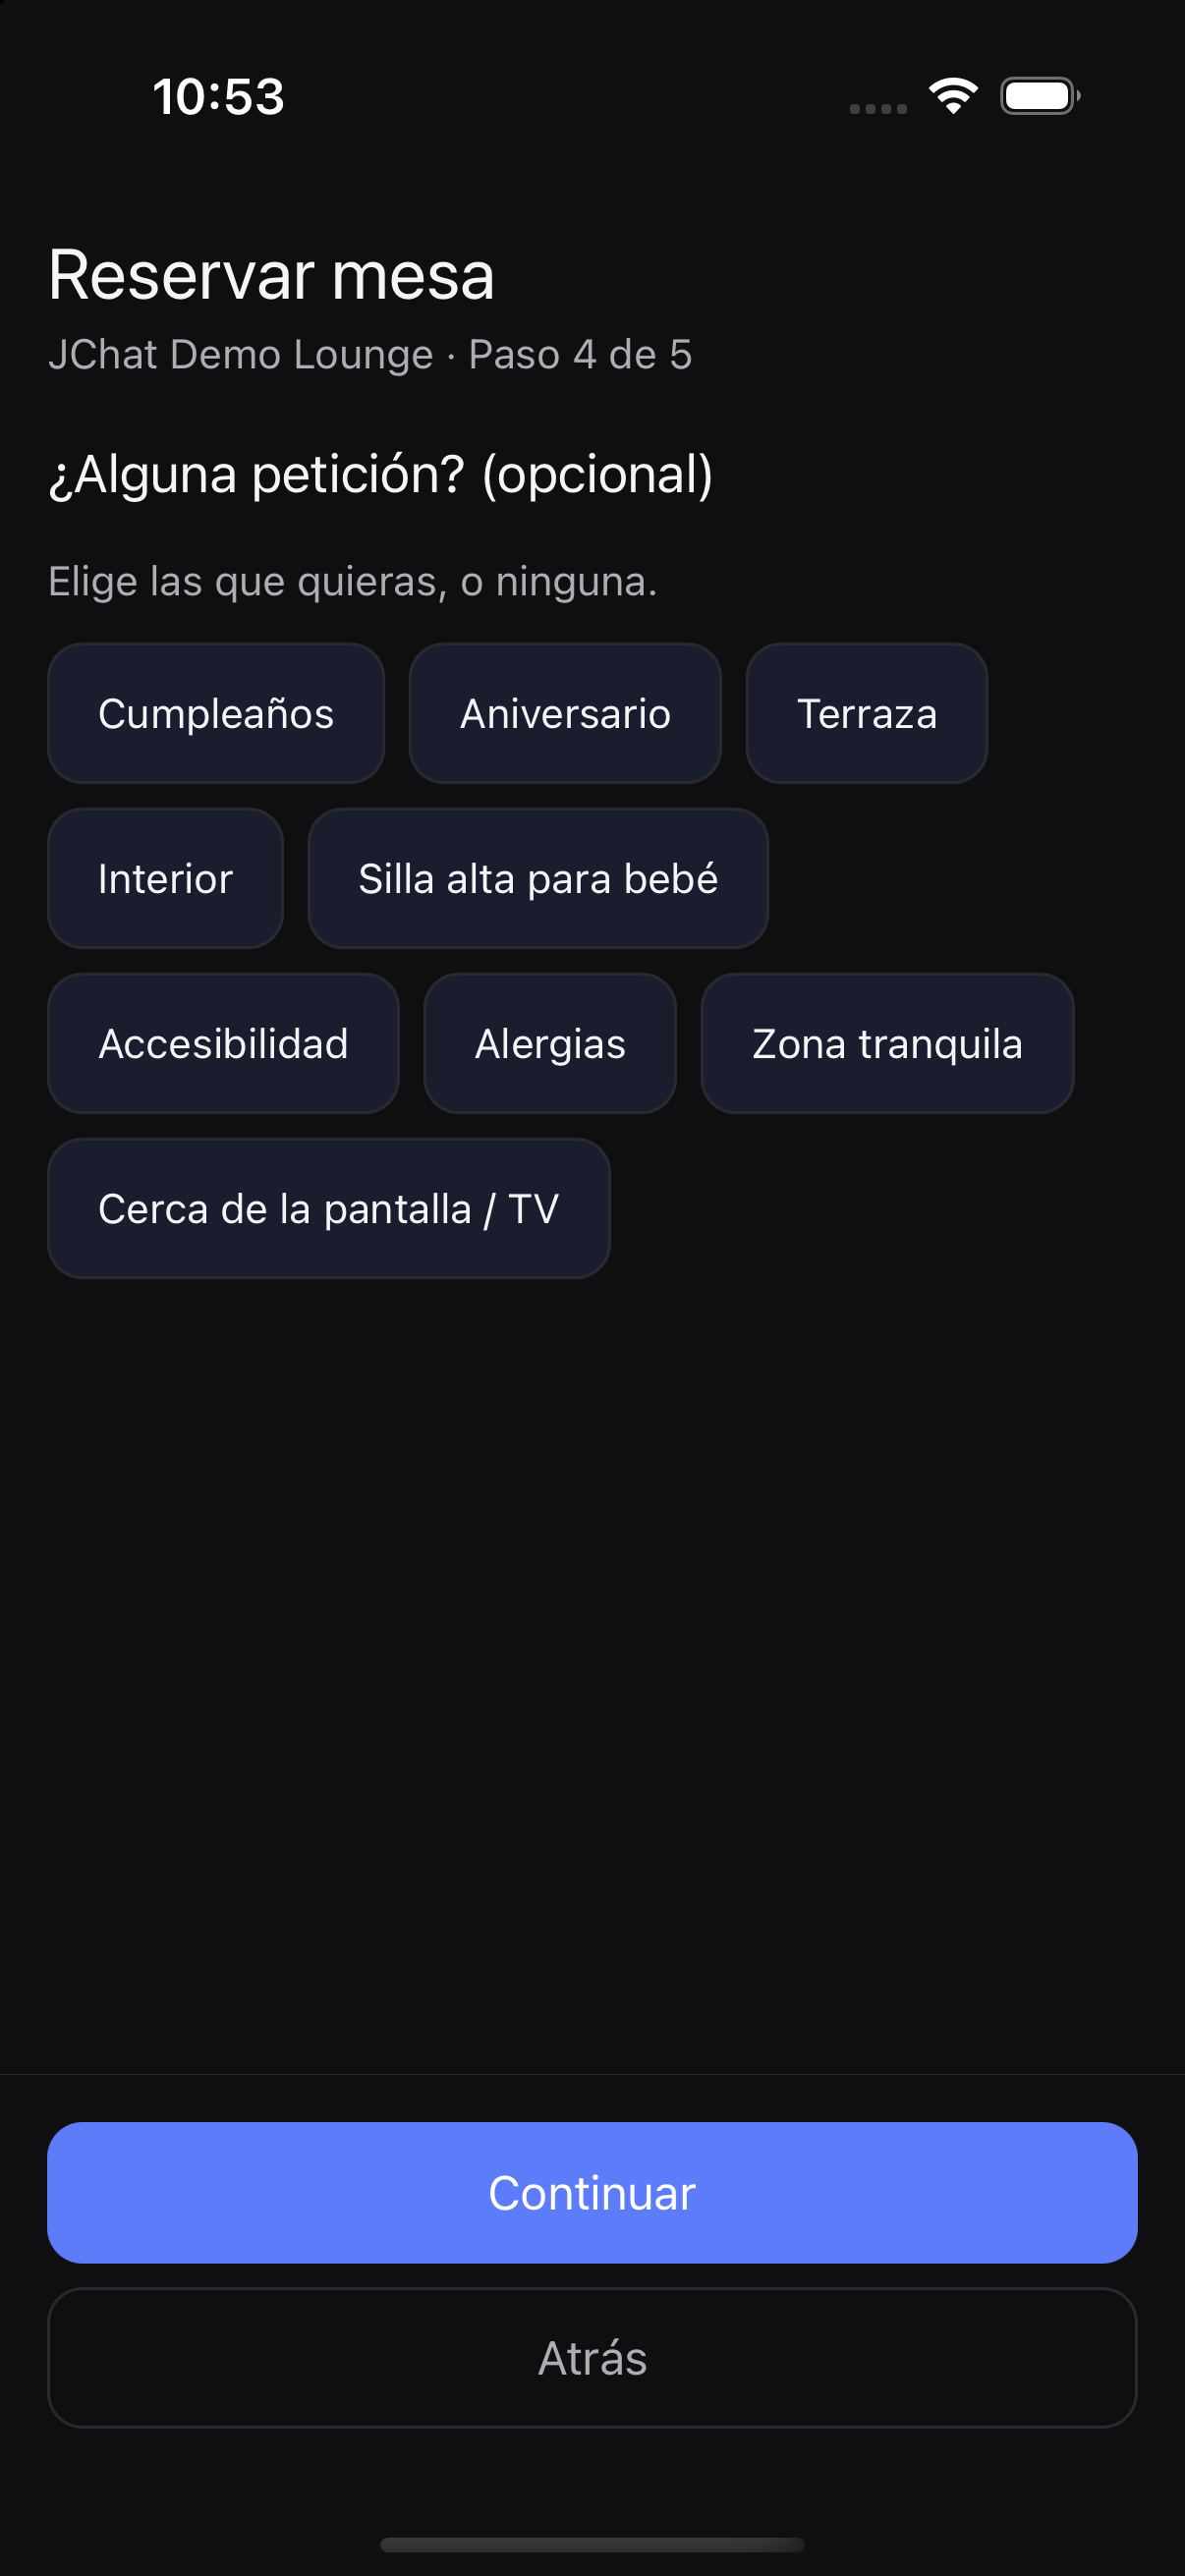 10:53
Reservar mesa
JChat Demo Lounge · Paso 4 de 5
¿Alguna petición? (opcional)
Elige las que quieras, o ninguna.
Cumpleaños Aniversario Terraza
Interior Silla alta para bebé
Accesibilidad Alergias Zona tranquila
Cerca de la pantalla / TV
Continuar
Atrás